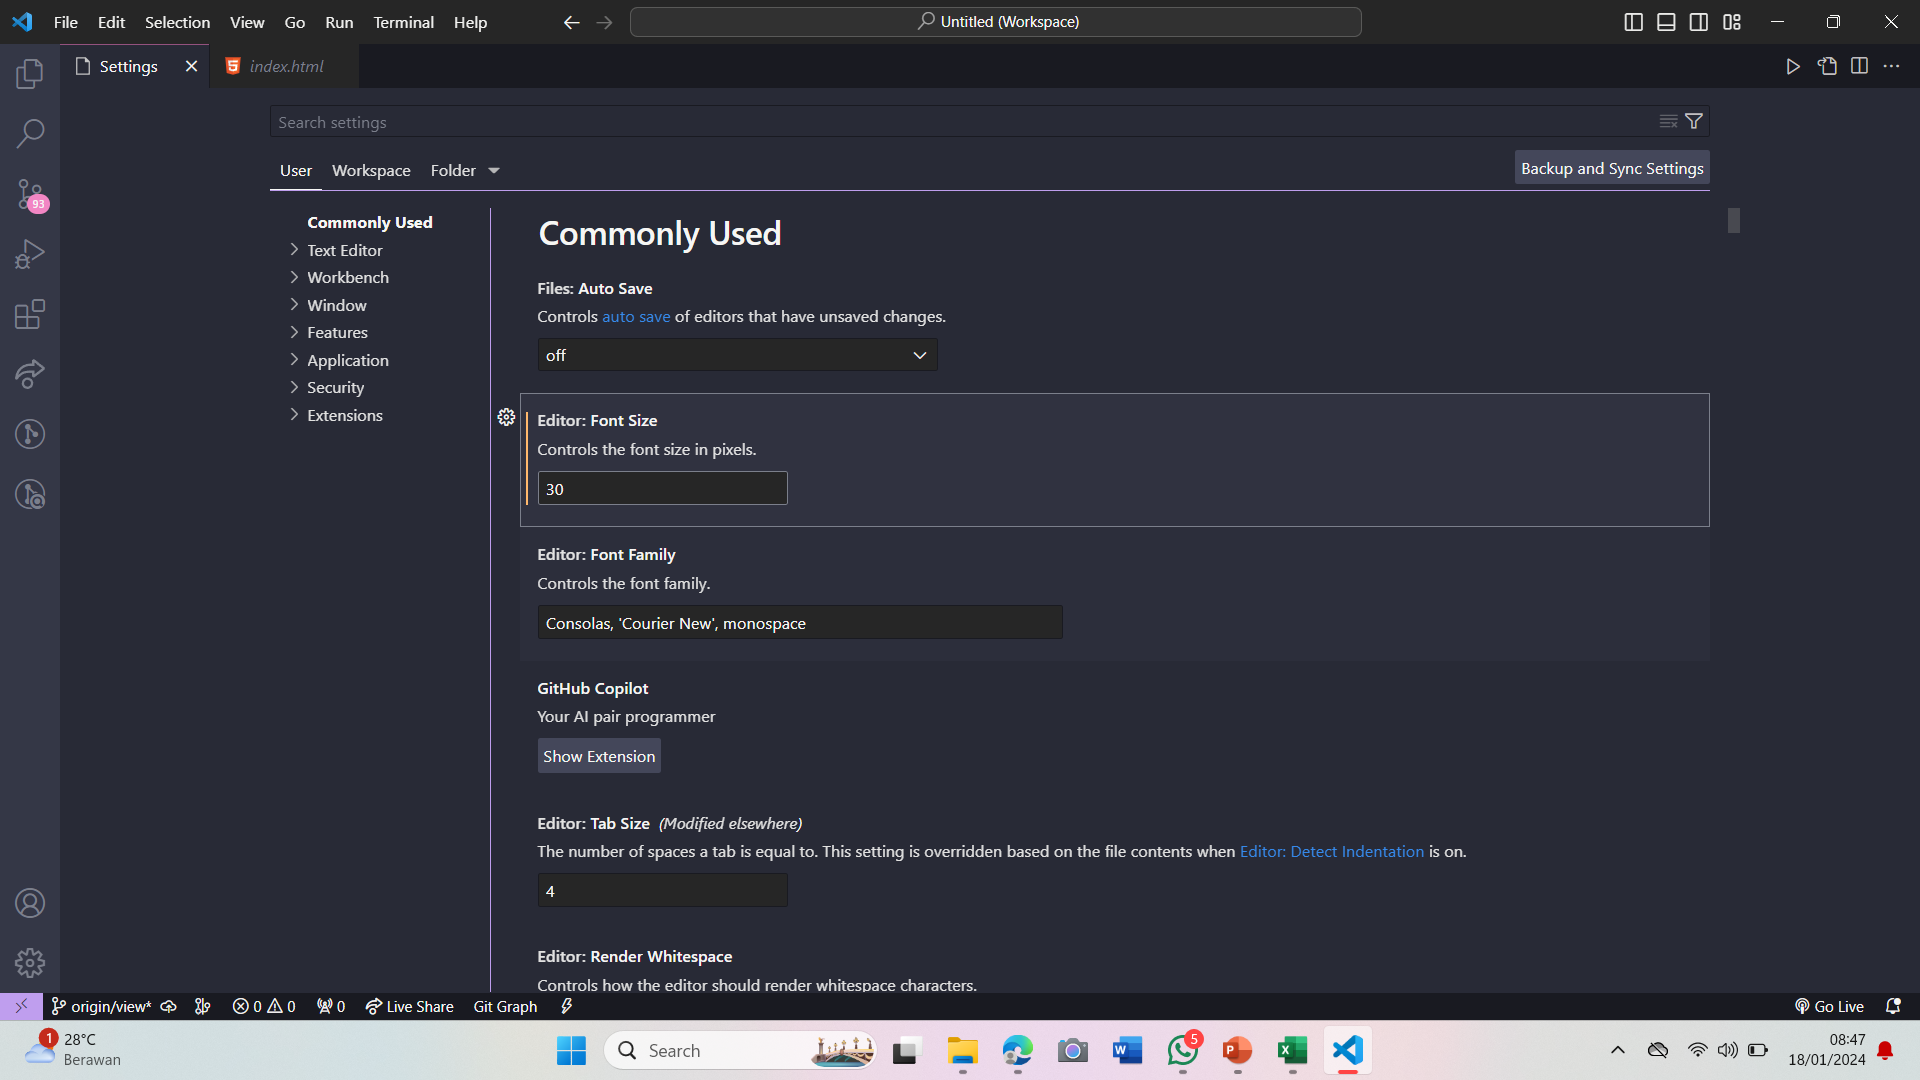 File Edit Selection View Go Run Terminal Help
Untitled (Workspace)
Settings
index.html
Search settings
User Workspace Folder
Backup and Sync Settings
93
Commonly Used
Text Editor
Workbench
Window
Features
Application
Security
Extensions
Commonly Used
Files: Auto Save
Controls auto save of editors that have unsaved changes.
off
Editor: Font Size
Controls the font size in pixels.
30
Editor: Font Family
Controls the font family.
Consolas, 'Courier New', monospace
GitHub Copilot
Your AI pair programmer
Show Extension
Editor: Tab Size (Modified elsewhere)
The number of spaces a tab is equal to. This setting is overridden based on the file contents when Editor: Detect Indentation is on.
4
Editor: Render Whitespace
Controls how the editor should render whitespace characters.
origin/view* 0 0 0 Live Share Git Graph Go Live
1
28°C
Berawan
Search
5
08:47
18/01/2024